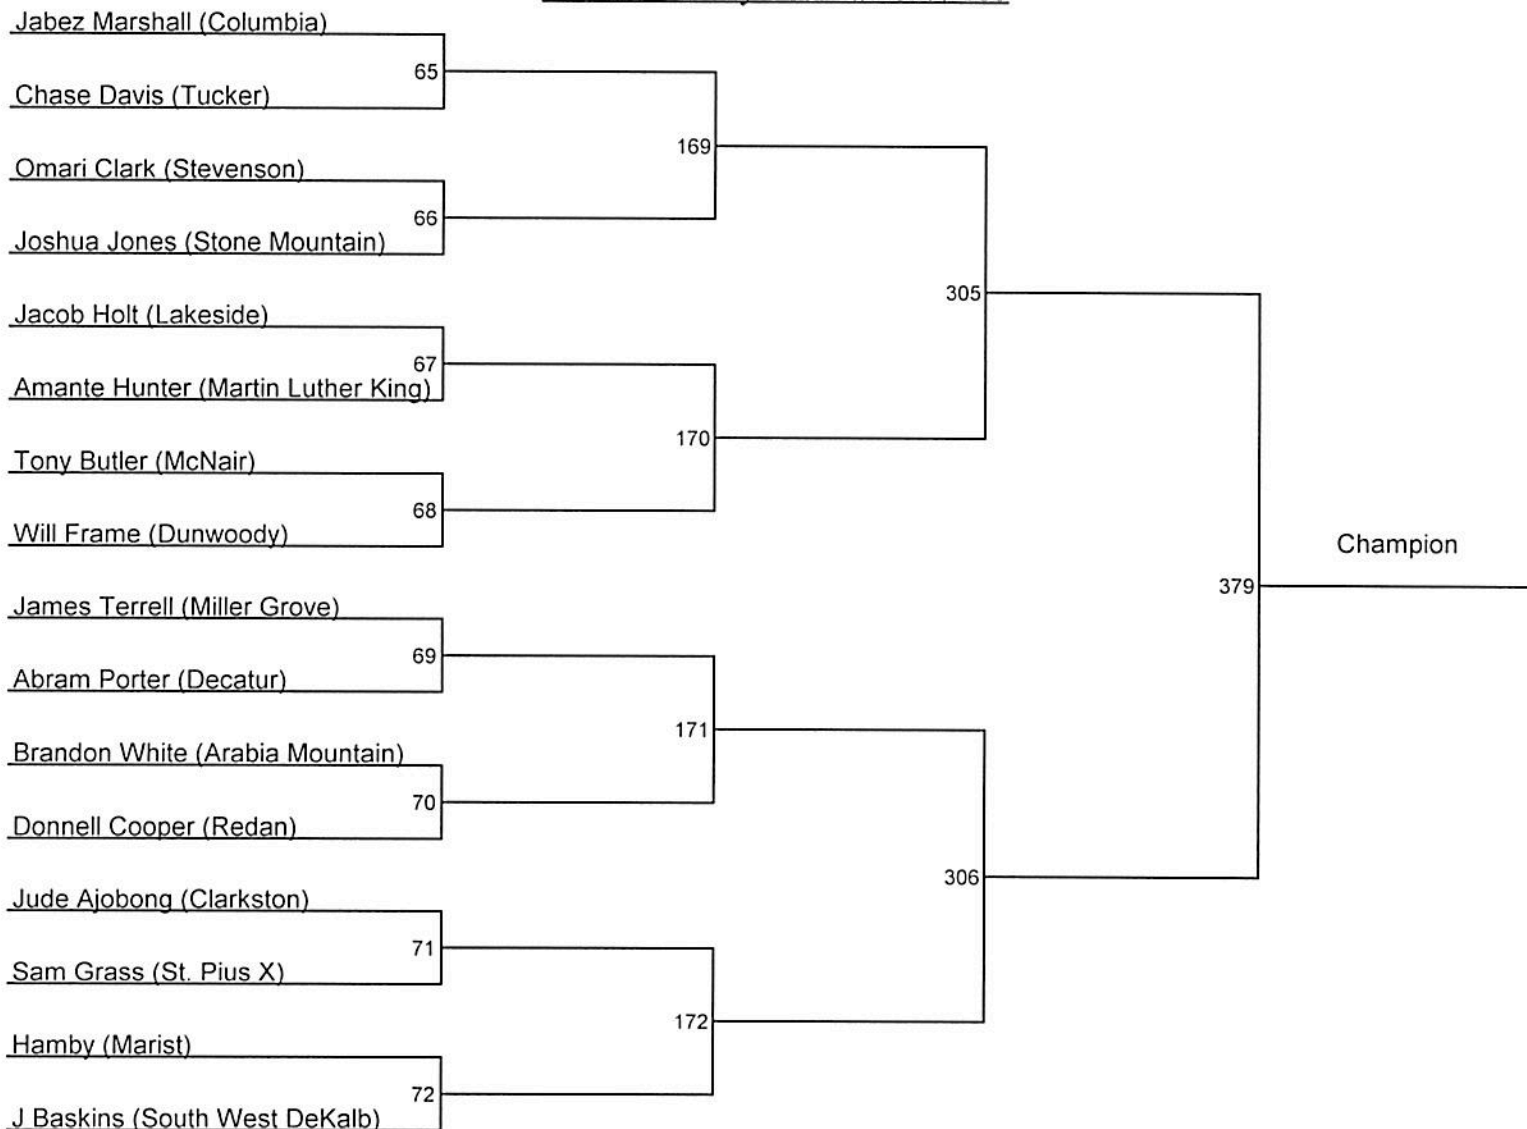 Jabez Marshall (Columbia)
65
Chase Davis (Tucker)
169
Omari Clark (Stevenson)
66
Joshua Jones (Stone Mountain)
305
Jacob Holt (Lakeside)
67
Amante Hunter (Martin Luther King)
170
Tony Butler (McNair)
68
Will Frame (Dunwoody)
Champion
379
James Terrell (Miller Grove)
69
Abram Porter (Decatur)
171
Brandon White (Arabia Mountain)
70
Donnell Cooper (Redan)
306
Jude Ajobong (Clarkston)
71
Sam Grass (St. Pius X)
172
Hamby (Marist)
72
J Baskins (South West DeKalb)